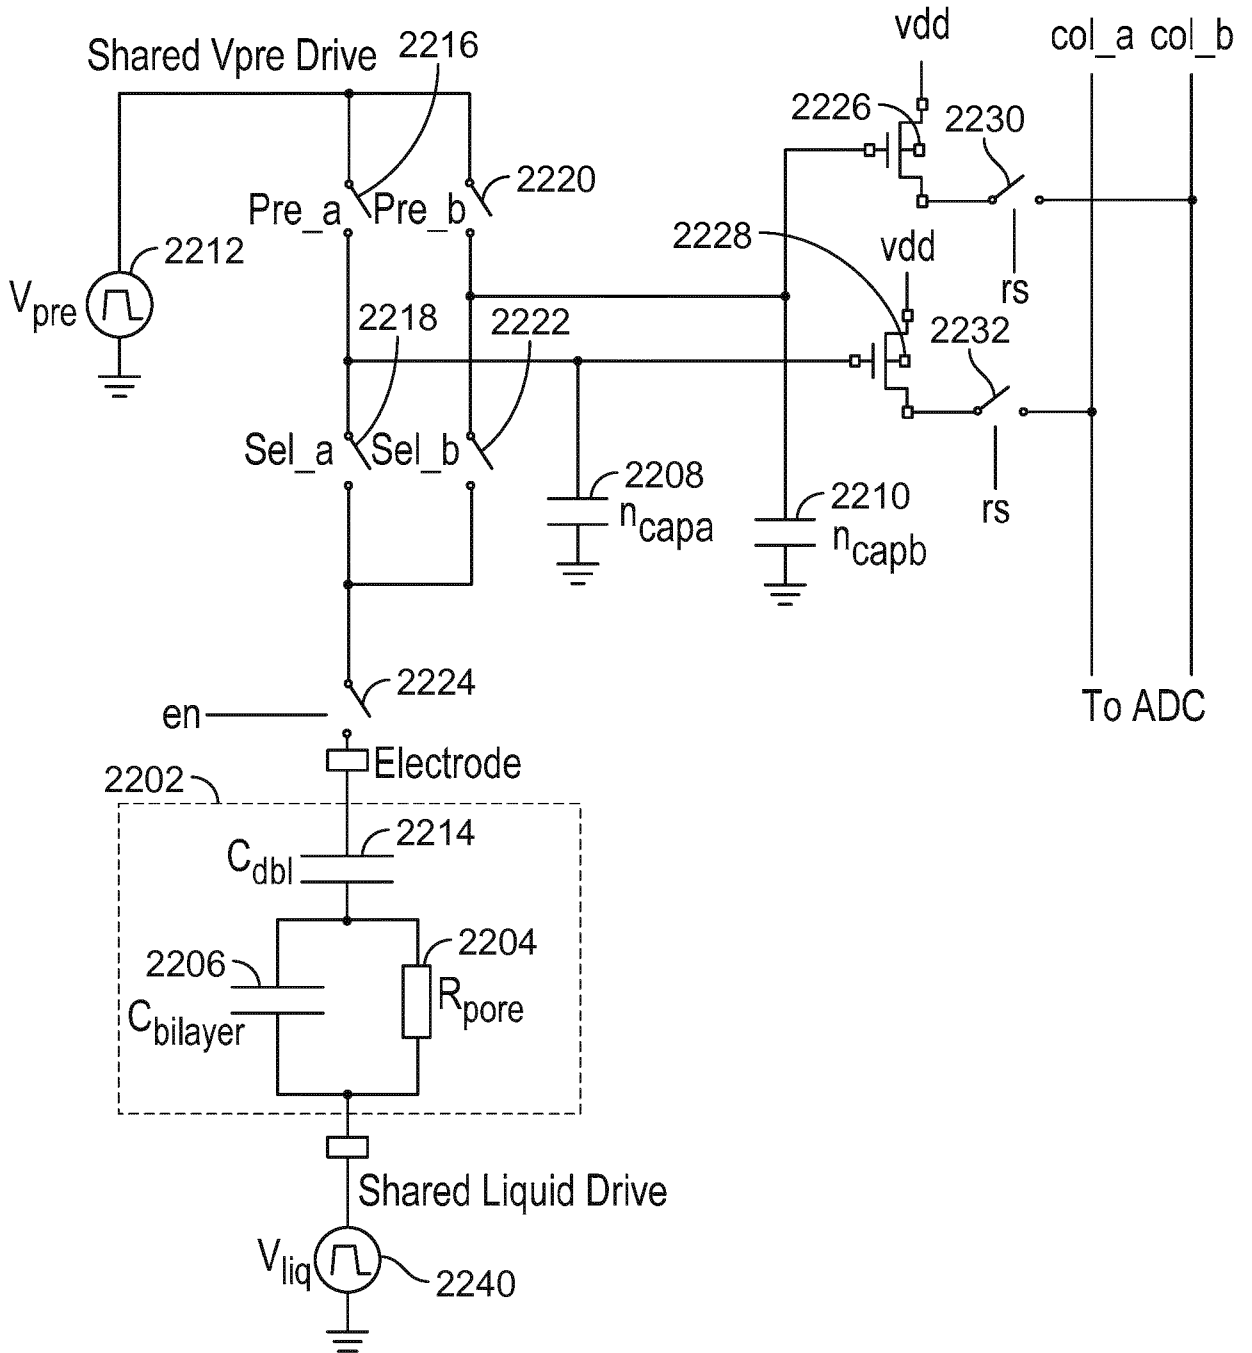 vdd
col_a col_b
Shared Vpre Drive
2216
2226
2230
2220
Pre_a
Pre_b
2228
vdd
2212
Vpre
rs
2218
2222
2232
Sel_a
Sel_b
2208
ncapa
2210
ncapb
rs
2224
en
To ADC
Electrode
2202
2214
Cdbl
2206
2204
Cbilayer
Rpore
Shared Liquid Drive
Vliq
2240